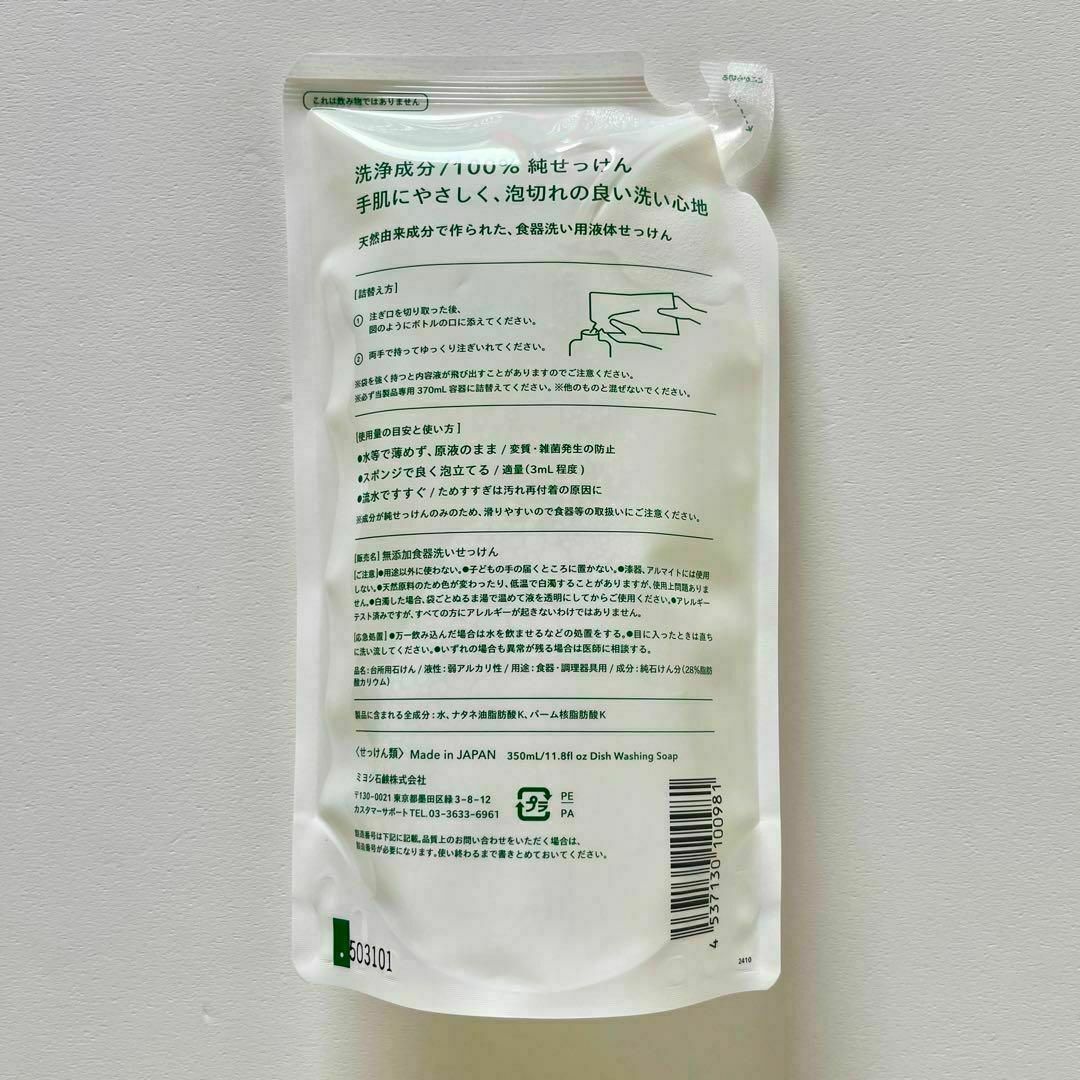 これは飲み物ではありません
洗浄成分/100% 純せっけん
手肌にやさしく、泡切れの良い洗い心地
天然由来成分で作られた、食器洗い用液体せっけん
[詰替え方]
① 注ぎ口を切り取った後、
図のようにボトルの口に添えてください。
② 両手で持ってゆっくり注ぎいれてください。
※袋を強く持つと内容液が飛び出すことがありますのでご注意ください。
※必ず当製品専用 370mL 容器に詰替えてください。※他のものと混ぜないでください。
[使用量の目安と使い方]
●水等で薄めず、原液のまま / 変質・雑菌発生の防止
●スポンジで良く泡立てる / 適量(3mL 程度)
●流水ですすぐ / ためすすぎは汚れ再付着の原因に
※成分が純せっけんのみのため、滑りやすいので食器等の取扱いにご注意ください。
[販売名] 無添加食器洗いせっけん
[ご注意]●用途以外に使わない。●子どもの手の届くところに置かない。●漆器、アルマイトには使用
しない。●天然原料のため色が変わったり、低温で白濁することがありますが、使用上問題ありま
せん。●白濁した場合、袋ごとぬるま湯で温めて液を透明にしてからご使用ください。●アレルギー
テスト済みですが、すべての方にアレルギーが起きないわけではありません。
[応急処置] ●万一飲み込んだ場合は水を飲ませるなどの処置をする。●目に入ったときは直ち
に洗い流してください。●いずれの場合も異常が残る場合は医師に相談する。
品名:台所用石けん / 液性:弱アルカリ性 / 用途:食器・調理器具用 / 成分:純石けん分(28%脂肪
酸カリウム)
製品に含まれる全成分:水、ナタネ油脂肪酸K、パーム核脂肪酸K
〈せっけん類〉 Made in JAPAN 350mL/11.8fl oz Dish Washing Soap
ミヨシ石鹸株式会社
〒130-0021 東京都墨田区緑3-8-12
カスタマーサポートTEL.03-3633-6961
プラ
PE
PA
製造番号は下記に記載。品質上のお問い合わせをいただく場合は、
製造番号が必要になります。使い終わるまで書きとめておいてください。
4 537130 100981
503101
2410